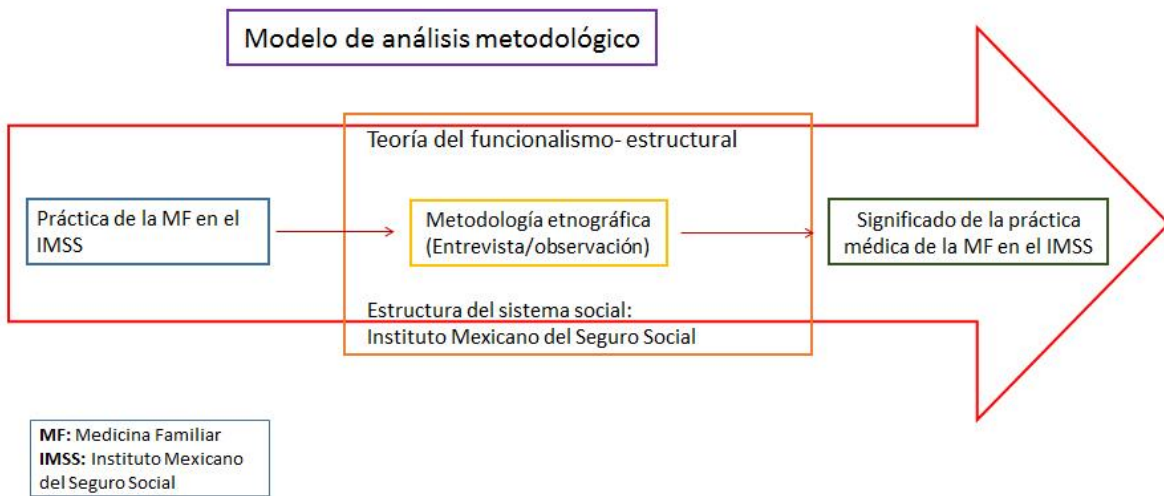 Modelo de análisis metodológico
Teoría del funcionalismo- estructural
Práctica de la MF en el
IMSS
Metodología etnográfica
(Entrevista/observación)
Significado de la práctica
médica de la MF en el IMSS
Estructura del sistema social:
Instituto Mexicano del Seguro Social
MF: Medicina Familiar
IMSS: Instituto Mexicano
del Seguro Social